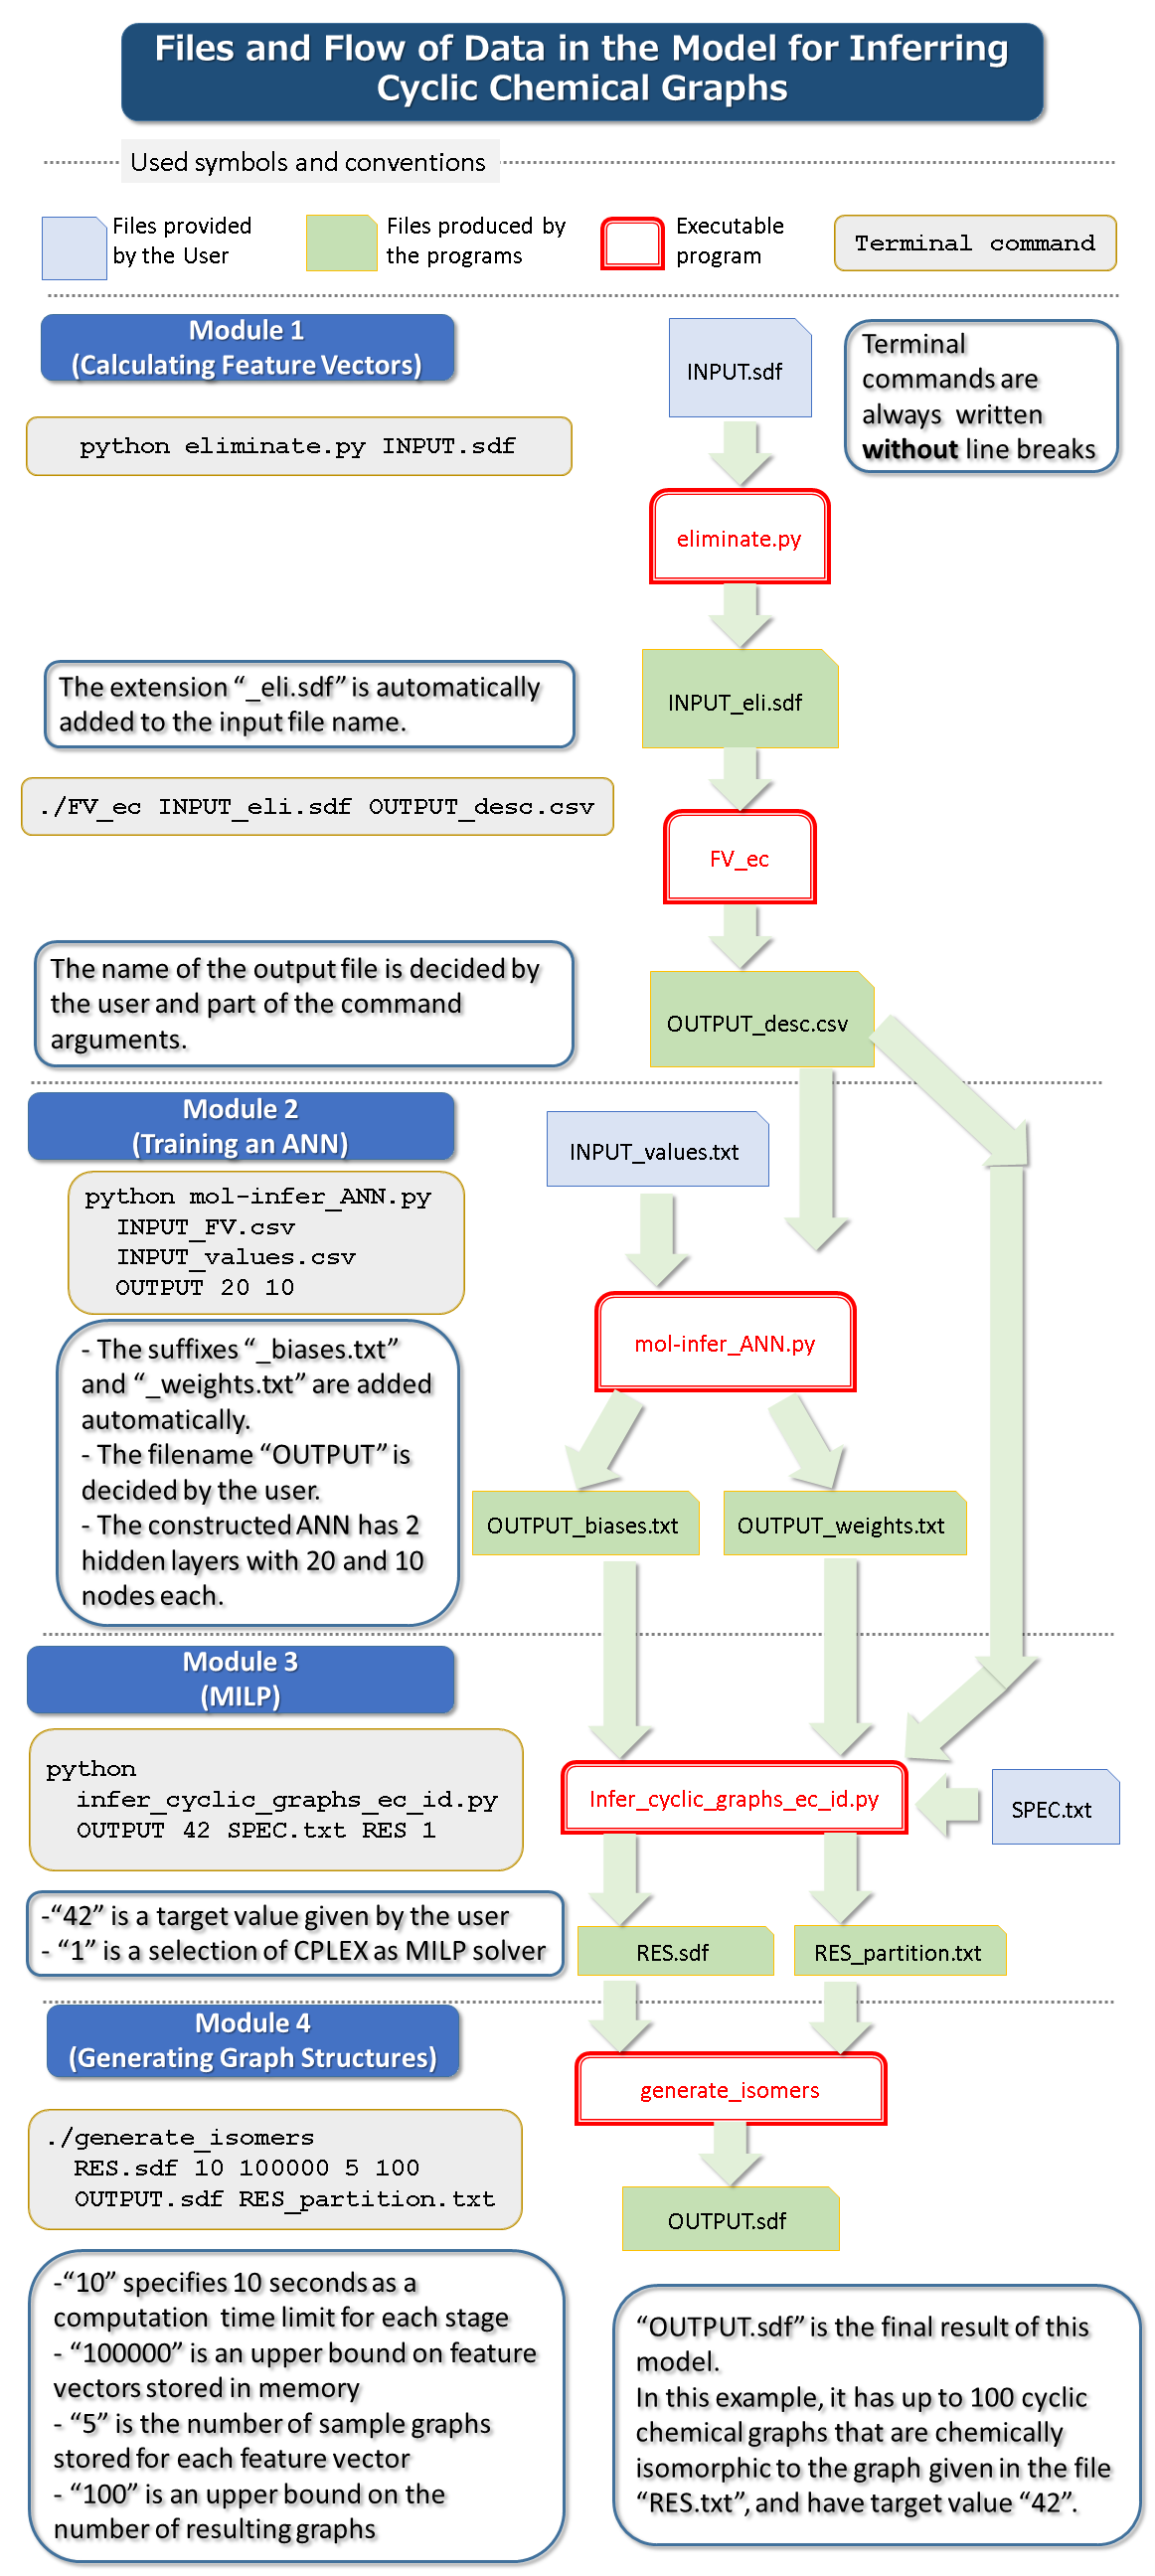 Files and Flow of Data in the Model for Inferring
Cyclic Chemical Graphs
Used symbols and conventions
Files provided
by the User
Files produced by
the programs
Executable
program
Terminal command
Module 1
(Calculating Feature Vectors)
INPUT.sdf
Terminal
commands are
always written
without line breaks
python eliminate.py INPUT.sdf
eliminate.py
The extension “_eli.sdf” is automatically
added to the input file name.
INPUT_eli.sdf
./FV_ec INPUT_eli.sdf OUTPUT_desc.csv
FV_ec
The name of the output file is decided by
the user and part of the command
arguments.
OUTPUT_desc.csv
Module 2
(Training an ANN)
INPUT_values.txt
python mol-infer_ANN.py
INPUT_FV.csv
INPUT_values.csv
OUTPUT 20 10
mol-infer_ANN.py
- The suffixes “_biases.txt”
and “_weights.txt” are added
automatically.
- The filename “OUTPUT” is
decided by the user.
- The constructed ANN has 2
hidden layers with 20 and 10
nodes each.
OUTPUT_biases.txt
OUTPUT_weights.txt
Module 3
(MILP)
python
infer_cyclic_graphs_ec_id.py
OUTPUT 42 SPEC.txt RES 1
Infer_cyclic_graphs_ec_id.py
SPEC.txt
-“42” is a target value given by the user
- “1” is a selection of CPLEX as MILP solver
RES.sdf
RES_partition.txt
Module 4
(Generating Graph Structures)
generate_isomers
./generate_isomers
RES.sdf 10 100000 5 100
OUTPUT.sdf RES_partition.txt
OUTPUT.sdf
-“10” specifies 10 seconds as a
computation time limit for each stage
- “100000” is an upper bound on feature
vectors stored in memory
- “5” is the number of sample graphs
stored for each feature vector
- “100” is an upper bound on the
number of resulting graphs
“OUTPUT.sdf” is the final result of this
model.
In this example, it has up to 100 cyclic
chemical graphs that are chemically
isomorphic to the graph given in the file
“RES.txt”, and have target value “42”.